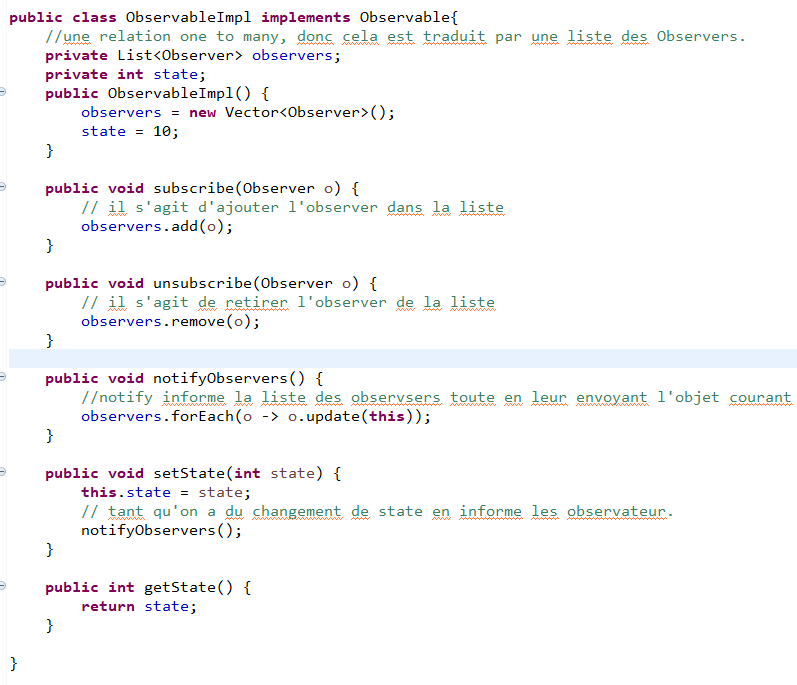 public class ObservableImpl implements Observable{
    //une relation one to many, donc cela est traduit par une liste des Observers.
    private List<Observer> observers;
    private int state;
    public ObservableImpl() {
        observers = new Vector<Observer>();
        state = 10;
    }

    public void subscribe(Observer o) {
        // il s'agit d'ajouter l'observer dans la liste
        observers.add(o);
    }

    public void unsubscribe(Observer o) {
        // il s'agit de retirer l'observer de la liste
        observers.remove(o);
    }

    public void notifyObservers() {
        //notify informe la liste des observsers toute en leur envoyant l'objet courant
        observers.forEach(o -> o.update(this));
    }

    public void setState(int state) {
        this.state = state;
        // tant qu'on a du changement de state en informe les observateur.
        notifyObservers();
    }

    public int getState() {
        return state;
    }

}